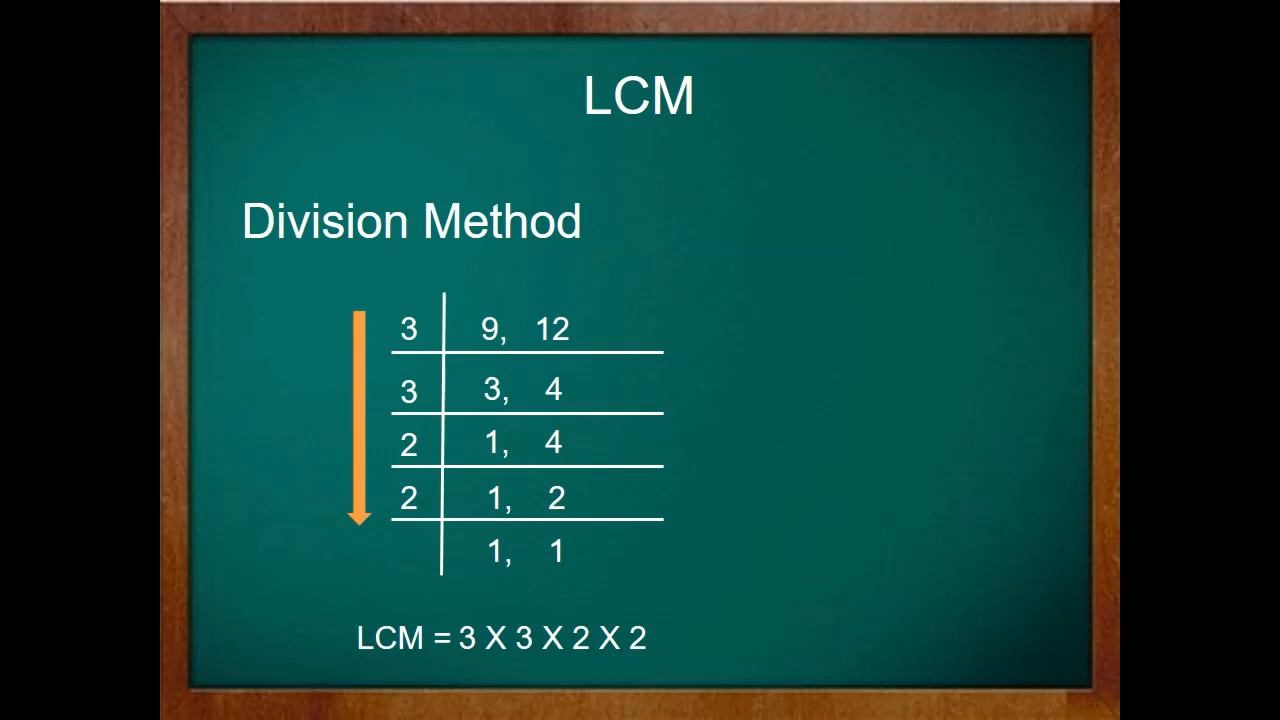 LCM
Division Method
3 9, 12
3 3, 4
2 1, 4
2 1, 2
1, 1
LCM = 3 X 3 X 2 X 2